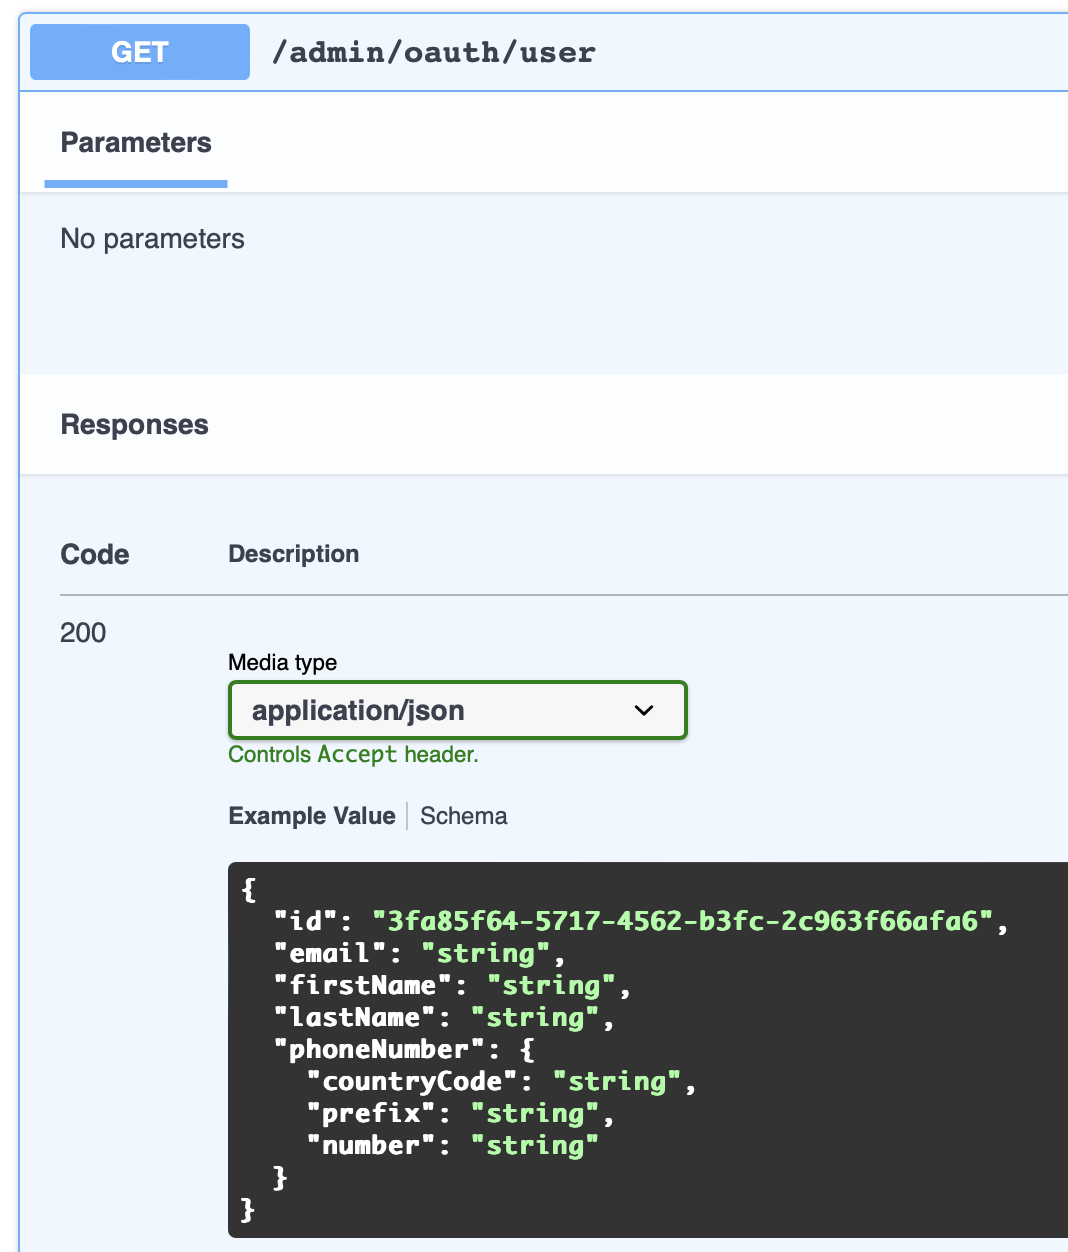 GET /admin/oauth/user
Parameters
No parameters
Responses
Code Description
200
Media type
application/json
Controls Accept header.
Example Value Schema
{
  "id": "3fa85f64-5717-4562-b3fc-2c963f66afa6",
  "email": "string",
  "firstName": "string",
  "lastName": "string",
  "phoneNumber": {
    "countryCode": "string",
    "prefix": "string",
    "number": "string"
  }
}